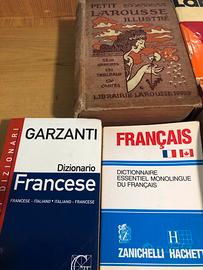 PETIT
LAROUSSE
ILLUSTRÉ
LIBRAIRIE LAROUSSE
DIZIONARI
GARZANTI
Dizionario
Francese
FRANCESE - ITALIANO • ITALIANO - FRANCESE
FRANÇAIS
DICTIONNAIRE
ESSENTIEL MONOLINGUE
DU FRANÇAIS
ZANICHELLI HACHETTE